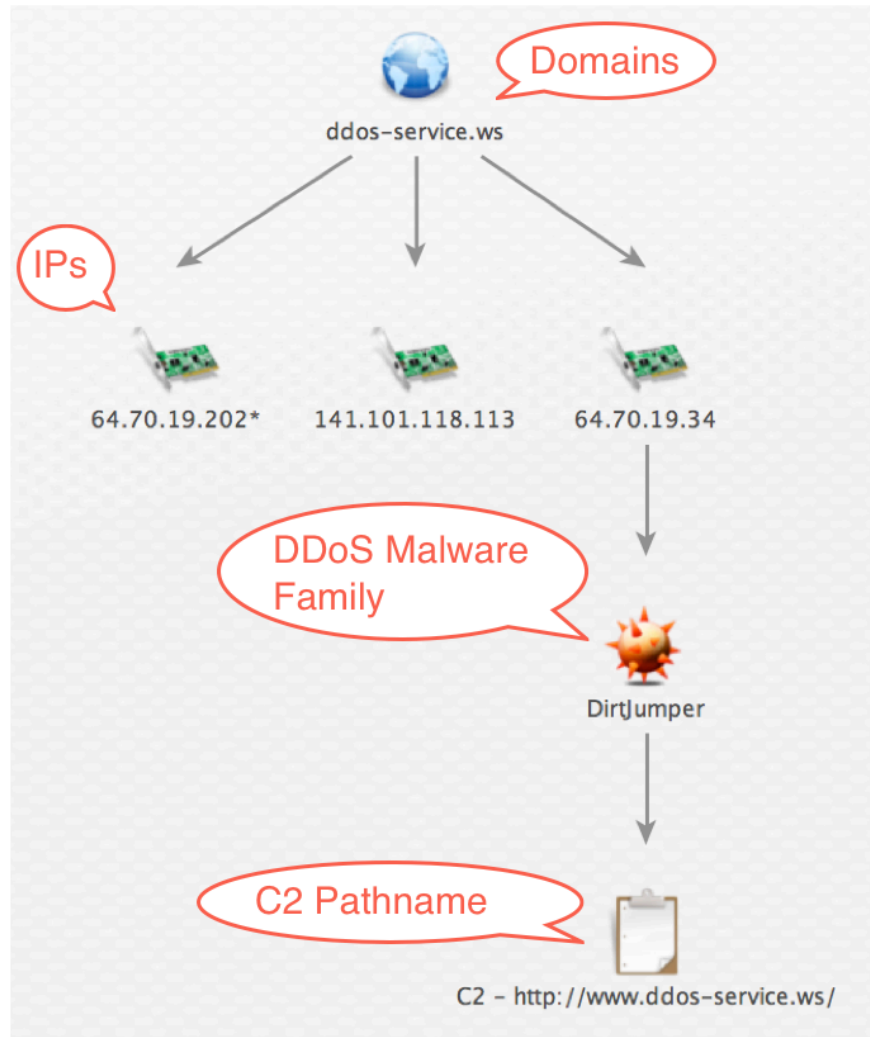 Domains
ddos-service.ws
IPs
64.70.19.202*
141.101.118.113
64.70.19.34
DDoS Malware
Family
DirtJumper
C2 Pathname
C2 - http://www.ddos-service.ws/